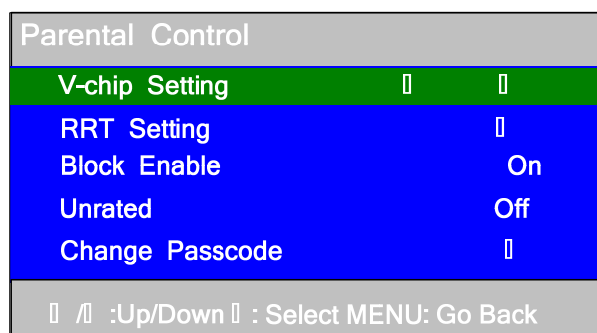 Parental Control
V-chip Setting ▯ ▯
RRT Setting ▯
Block Enable On
Unrated Off
Change Passcode ▯
▯ /▯ :Up/Down ▯ : Select MENU: Go Back